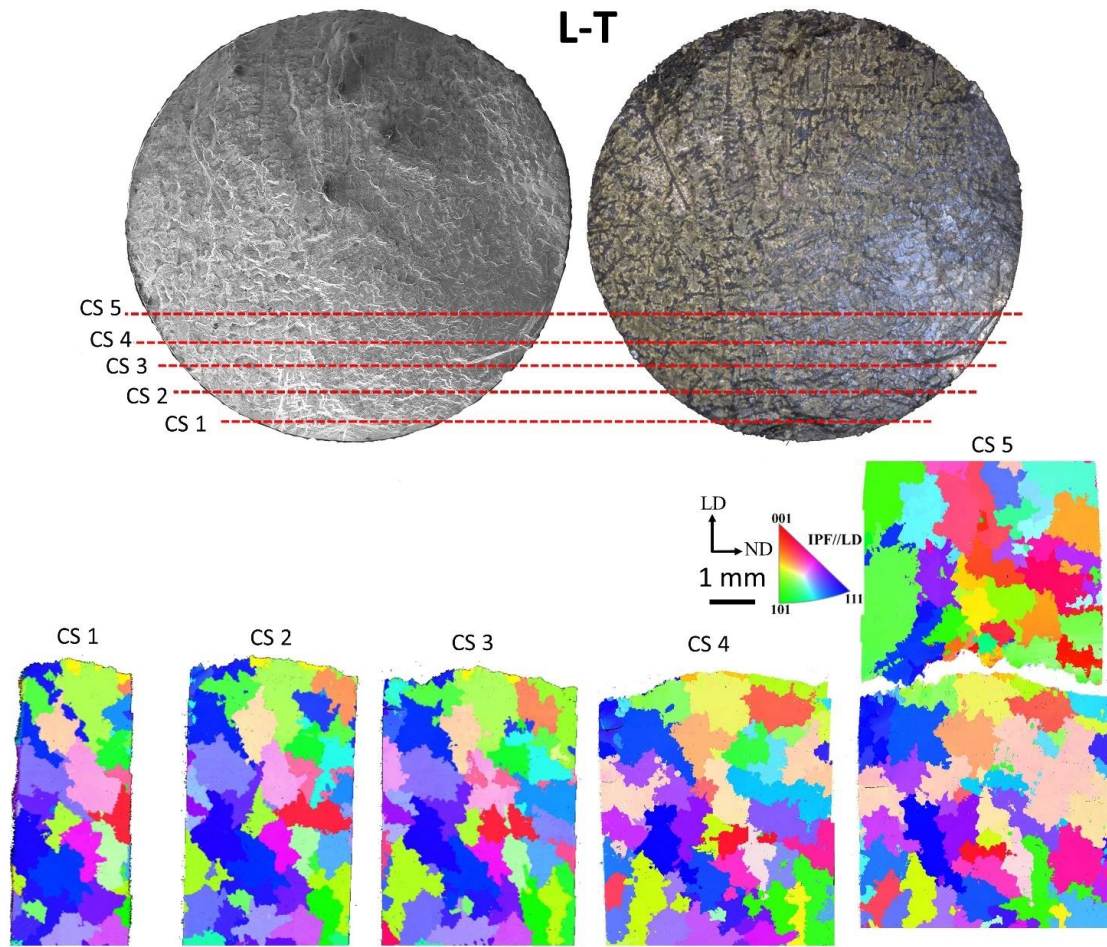 L-T
CS 5
CS 4
CS 3
CS 2
CS 1
CS 5
LD
ND
1 mm
001
IPF//LD
101
111
CS 1
CS 2
CS 3
CS 4